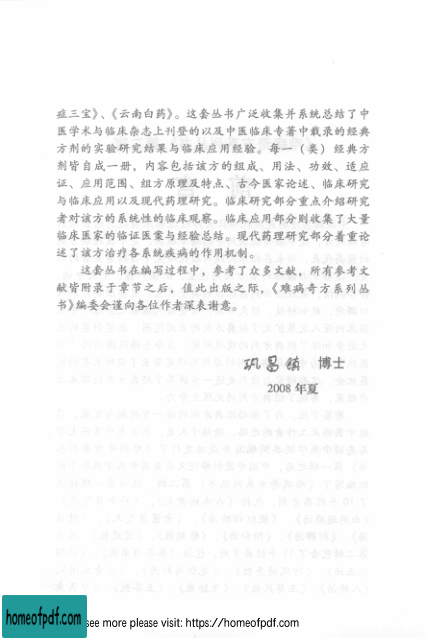 症三宝》、《云南白药》。这套丛书广泛收集并系统总结了中
医学术与临床杂志上刊登的以及中医临床专著中载录的经典
方剂的实验研究结果与临床应用经验。每一（类）经典方
剂皆自成一册，内容包括该方的组成、用法、功效、适应
证、应用范围、组方原理及特点、古今医家论述、临床研究
与临床应用以及现代药理研究。临床研究部分重点介绍研究
者对该方的系统性的临床观察。临床应用部分则收集了大量
临床医家的临证医案与经验总结。现代药理研究部分着重论
述了该方治疗各系统疾病的作用机制。
这套丛书在编写过程中，参考了众多文献，所有参考文
献皆附录于章节之后，值此出版之际，《难病奇方系列丛
书》编委会谨向各位作者深表谢意。
巩昌镇 博士
2008 年夏
homeofpdf.com
see more please visit: https://homeofpdf.com